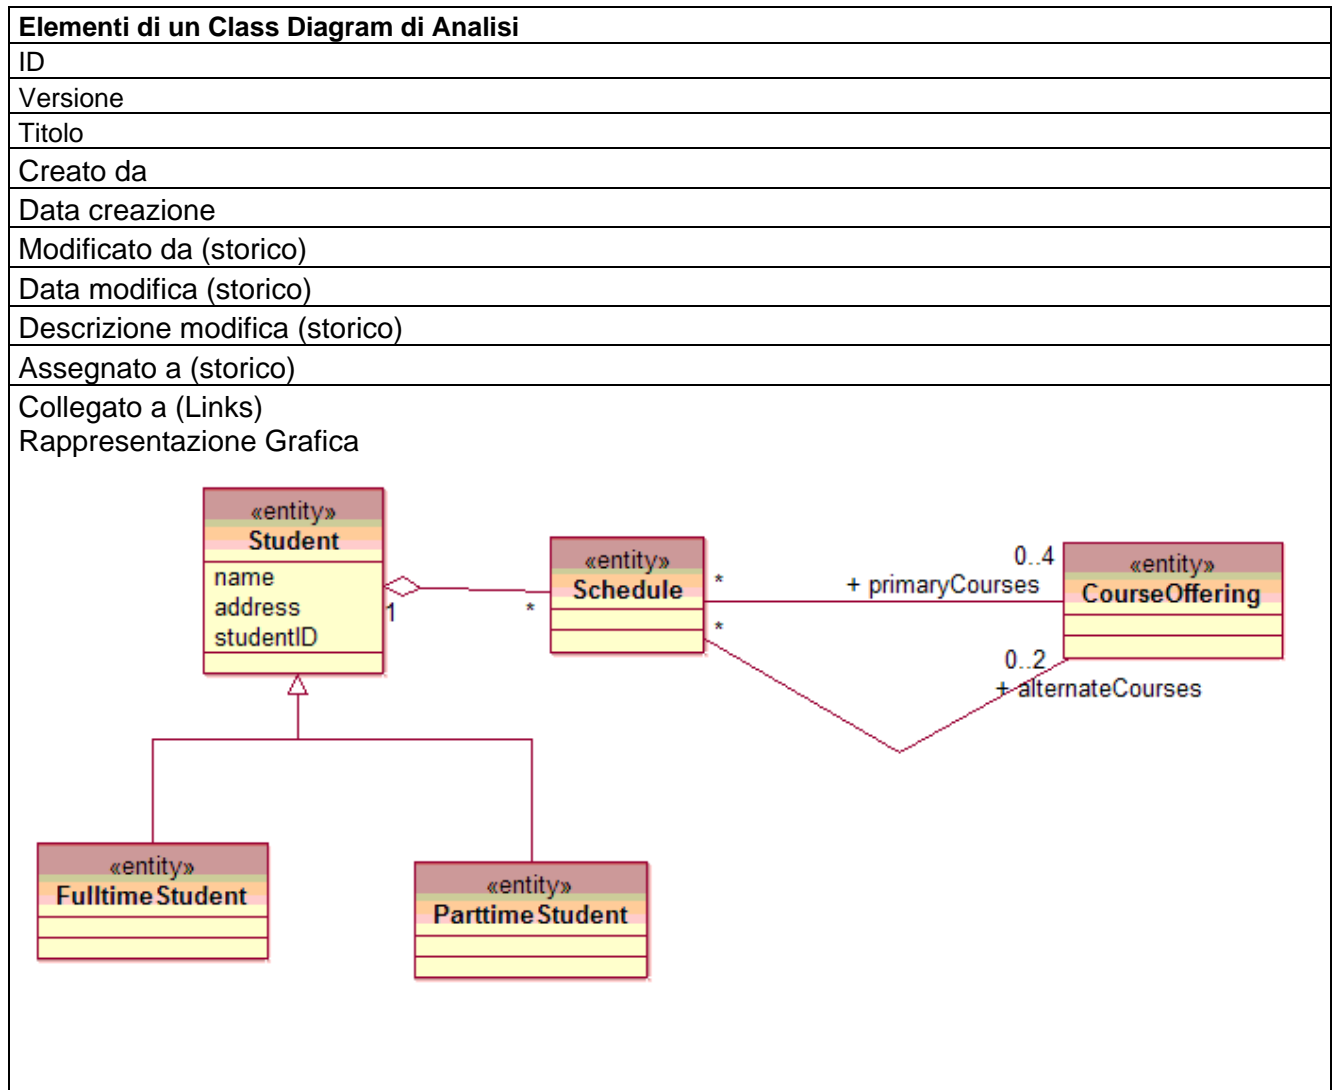 Elementi di un Class Diagram di Analisi
ID
Versione
Titolo
Creato da
Data creazione
Modificato da (storico)
Data modifica (storico)
Descrizione modifica (storico)
Assegnato a (storico)
Collegato a (Links)
Rappresentazione Grafica
«entity»
Student
name
address
studentID
1
*
«entity»
Schedule
*
*
0..4
+ primaryCourses
0..2
+ alternateCourses
«entity»
CourseOffering
«entity»
FulltimeStudent
«entity»
ParttimeStudent